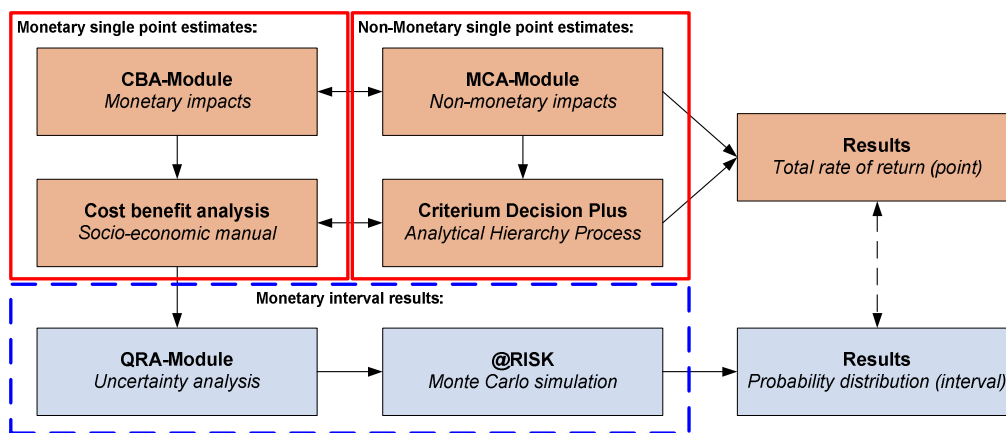 Monetary single point estimates:
Non-Monetary single point estimates:
CBA-Module
Monetary impacts
MCA-Module
Non-monetary impacts
Results
Total rate of return (point)
Cost benefit analysis
Socio-economic manual
Criterium Decision Plus
Analytical Hierarchy Process
Monetary interval results:
QRA-Module
Uncertainty analysis
@RISK
Monte Carlo simulation
Results
Probability distribution (interval)